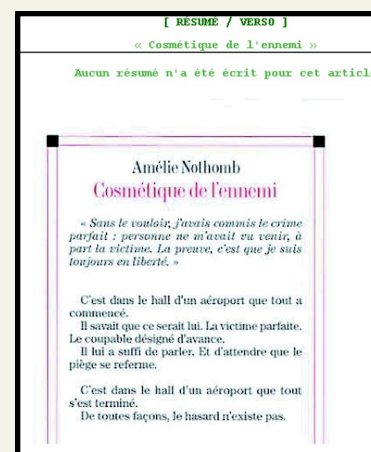 [ RÉSUMÉ / VERSO ]
« Cosmétique de l'ennemi »
Aucun résumé n'a été écrit pour cet article
Amélie Nothomb
Cosmétique de l'ennemi
« Sans le vouloir, j'avais commis le crime
parfait : personne ne m'avait vu venir, à
part la victime. La preuve, c'est que je suis
toujours en liberté. »
C'est dans le hall d'un aéroport que tout a
commencé.
Il savait que ce serait lui. La victime parfaite.
Le coupable désigné d'avance.
Il lui a suffi de parler. Et d'attendre que le
piège se referme.
C'est dans le hall d'un aéroport que tout
s'est terminé.
De toutes façons, le hasard n'existe pas.